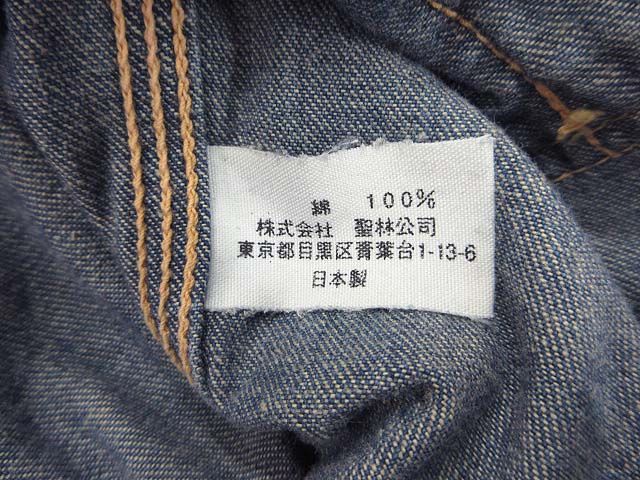 綿 100%
株式会社 聖林公司
東京都目黒区青葉台1-13-6
日本製